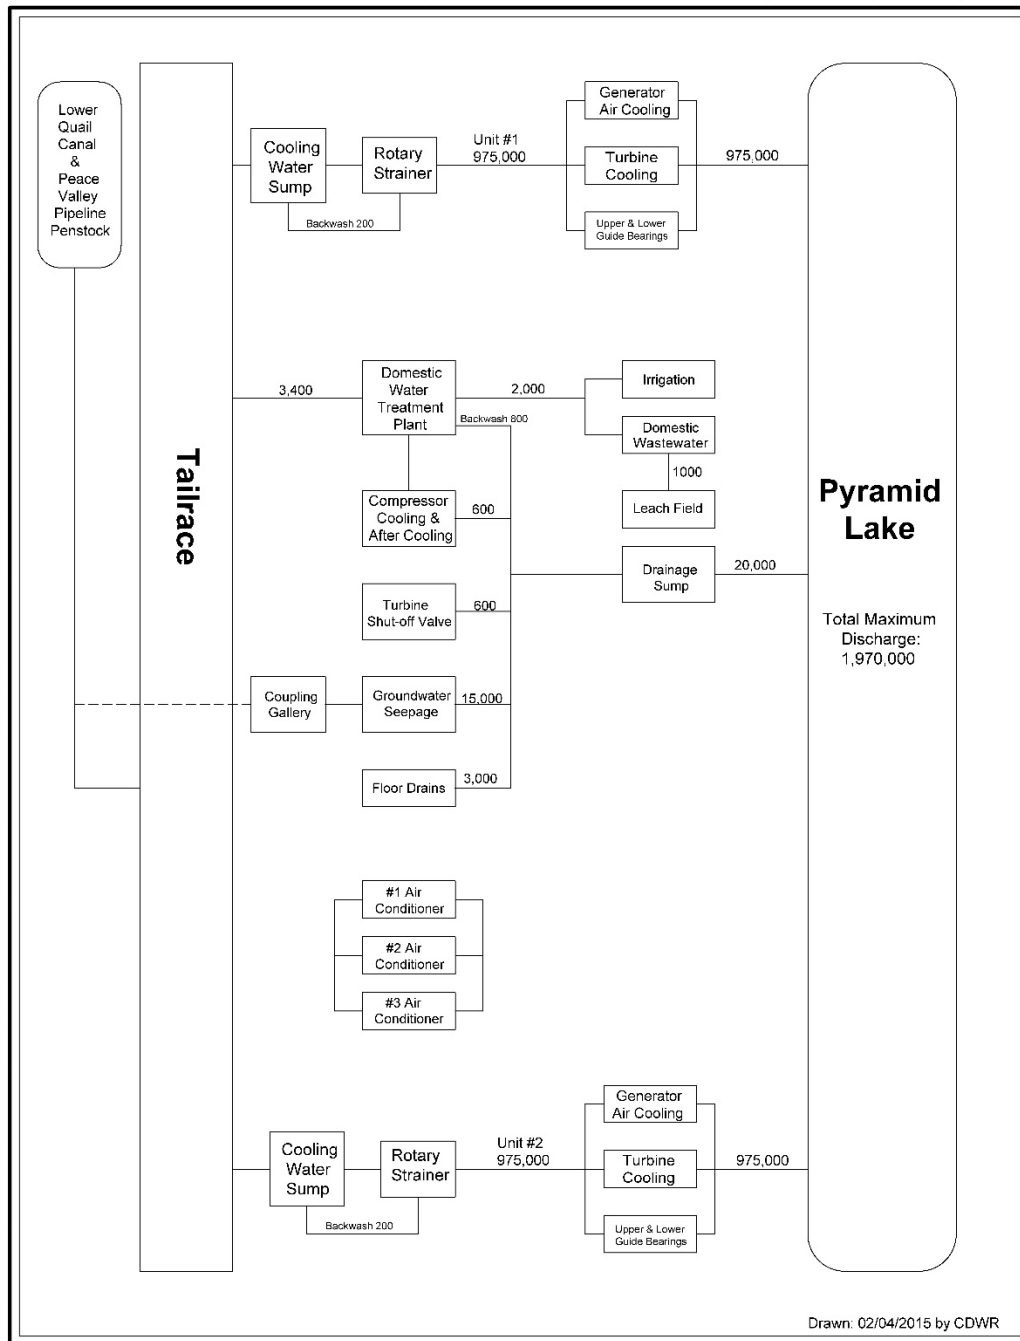 Lower
Quail
Canal
&
Peace
Valley
Pipeline
Penstock
Tailrace
Cooling
Water
Sump
Rotary
Strainer
Backwash 200
Unit #1
975,000
Generator
Air Cooling
Turbine
Cooling
Upper & Lower
Guide Bearings
975,000
3,400
Domestic
Water
Treatment
Plant
2,000
Backwash 800
Irrigation
Domestic
Wastewater
1000
Leach Field
Compressor
Cooling &
After Cooling
600
Drainage
Sump
20,000
Turbine
Shut-off Valve
600
Coupling
Gallery
Groundwater
Seepage
15,000
Floor Drains
3,000
#1 Air
Conditioner
#2 Air
Conditioner
#3 Air
Conditioner
Cooling
Water
Sump
Rotary
Strainer
Backwash 200
Unit #2
975,000
Generator
Air Cooling
Turbine
Cooling
Upper & Lower
Guide Bearings
975,000
Pyramid
Lake
Total Maximum
Discharge:
1,970,000
Drawn: 02/04/2015 by CDWR